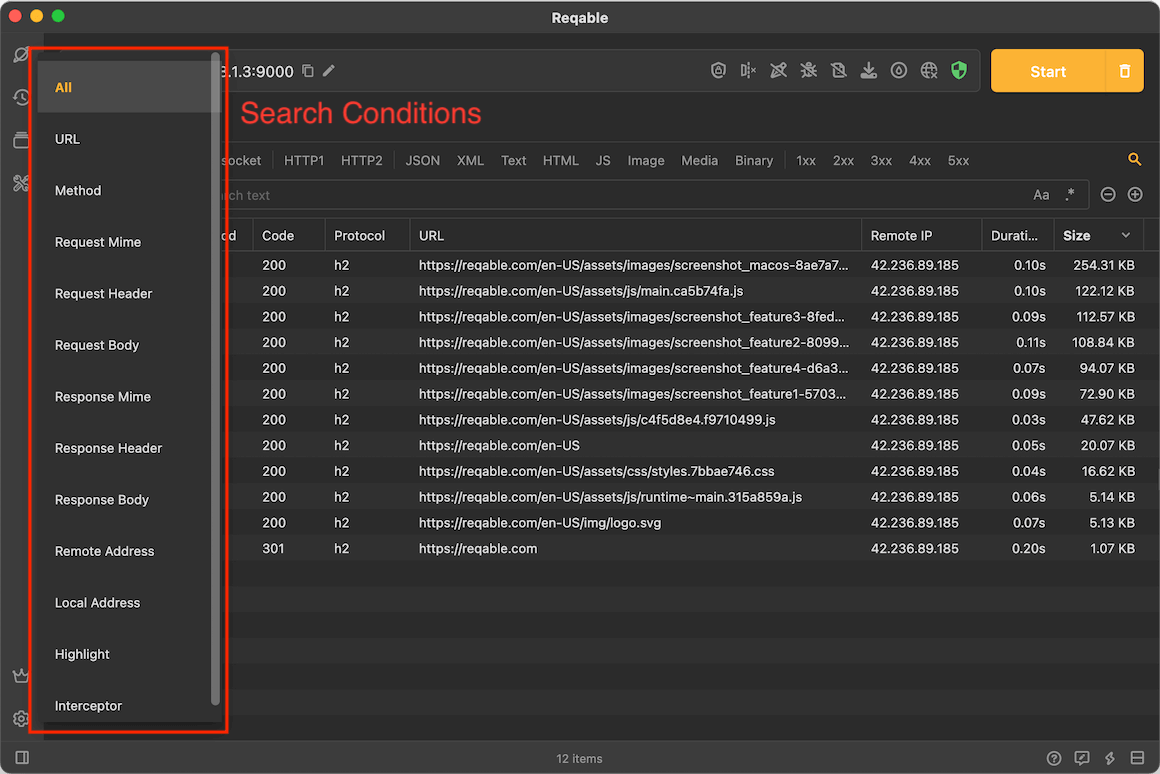 Reqable
All
URL
Method
Request Mime
Request Header
Request Body
Response Mime
Response Header
Response Body
Remote Address
Local Address
Highlight
Interceptor
.1.3:9000
Start
Search Conditions
socket HTTP1 HTTP2 JSON XML Text HTML JS Image Media Binary 1xx 2xx 3xx 4xx 5xx
text Aa .*
Code Protocol URL Remote IP Durati... Size
200 h2 https://reqable.com/en-US/assets/images/screenshot_macos-8ae7a7... 42.236.89.185 0.10s 254.31 KB
200 h2 https://reqable.com/en-US/assets/js/main.ca5b74fa.js 42.236.89.185 0.10s 122.12 KB
200 h2 https://reqable.com/en-US/assets/images/screenshot_feature3-8fed... 42.236.89.185 0.09s 112.57 KB
200 h2 https://reqable.com/en-US/assets/images/screenshot_feature2-8099... 42.236.89.185 0.11s 108.84 KB
200 h2 https://reqable.com/en-US/assets/images/screenshot_feature4-d6a3... 42.236.89.185 0.07s 94.07 KB
200 h2 https://reqable.com/en-US/assets/images/screenshot_feature1-5703... 42.236.89.185 0.09s 72.90 KB
200 h2 https://reqable.com/en-US/assets/js/c4f5d8e4.f9710499.js 42.236.89.185 0.03s 47.62 KB
200 h2 https://reqable.com/en-US 42.236.89.185 0.05s 20.07 KB
200 h2 https://reqable.com/en-US/assets/css/styles.7bbae746.css 42.236.89.185 0.04s 16.62 KB
200 h2 https://reqable.com/en-US/assets/js/runtime~main.315a859a.js 42.236.89.185 0.06s 5.14 KB
200 h2 https://reqable.com/en-US/img/logo.svg 42.236.89.185 0.07s 5.13 KB
301 h2 https://reqable.com 42.236.89.185 0.20s 1.07 KB
12 items